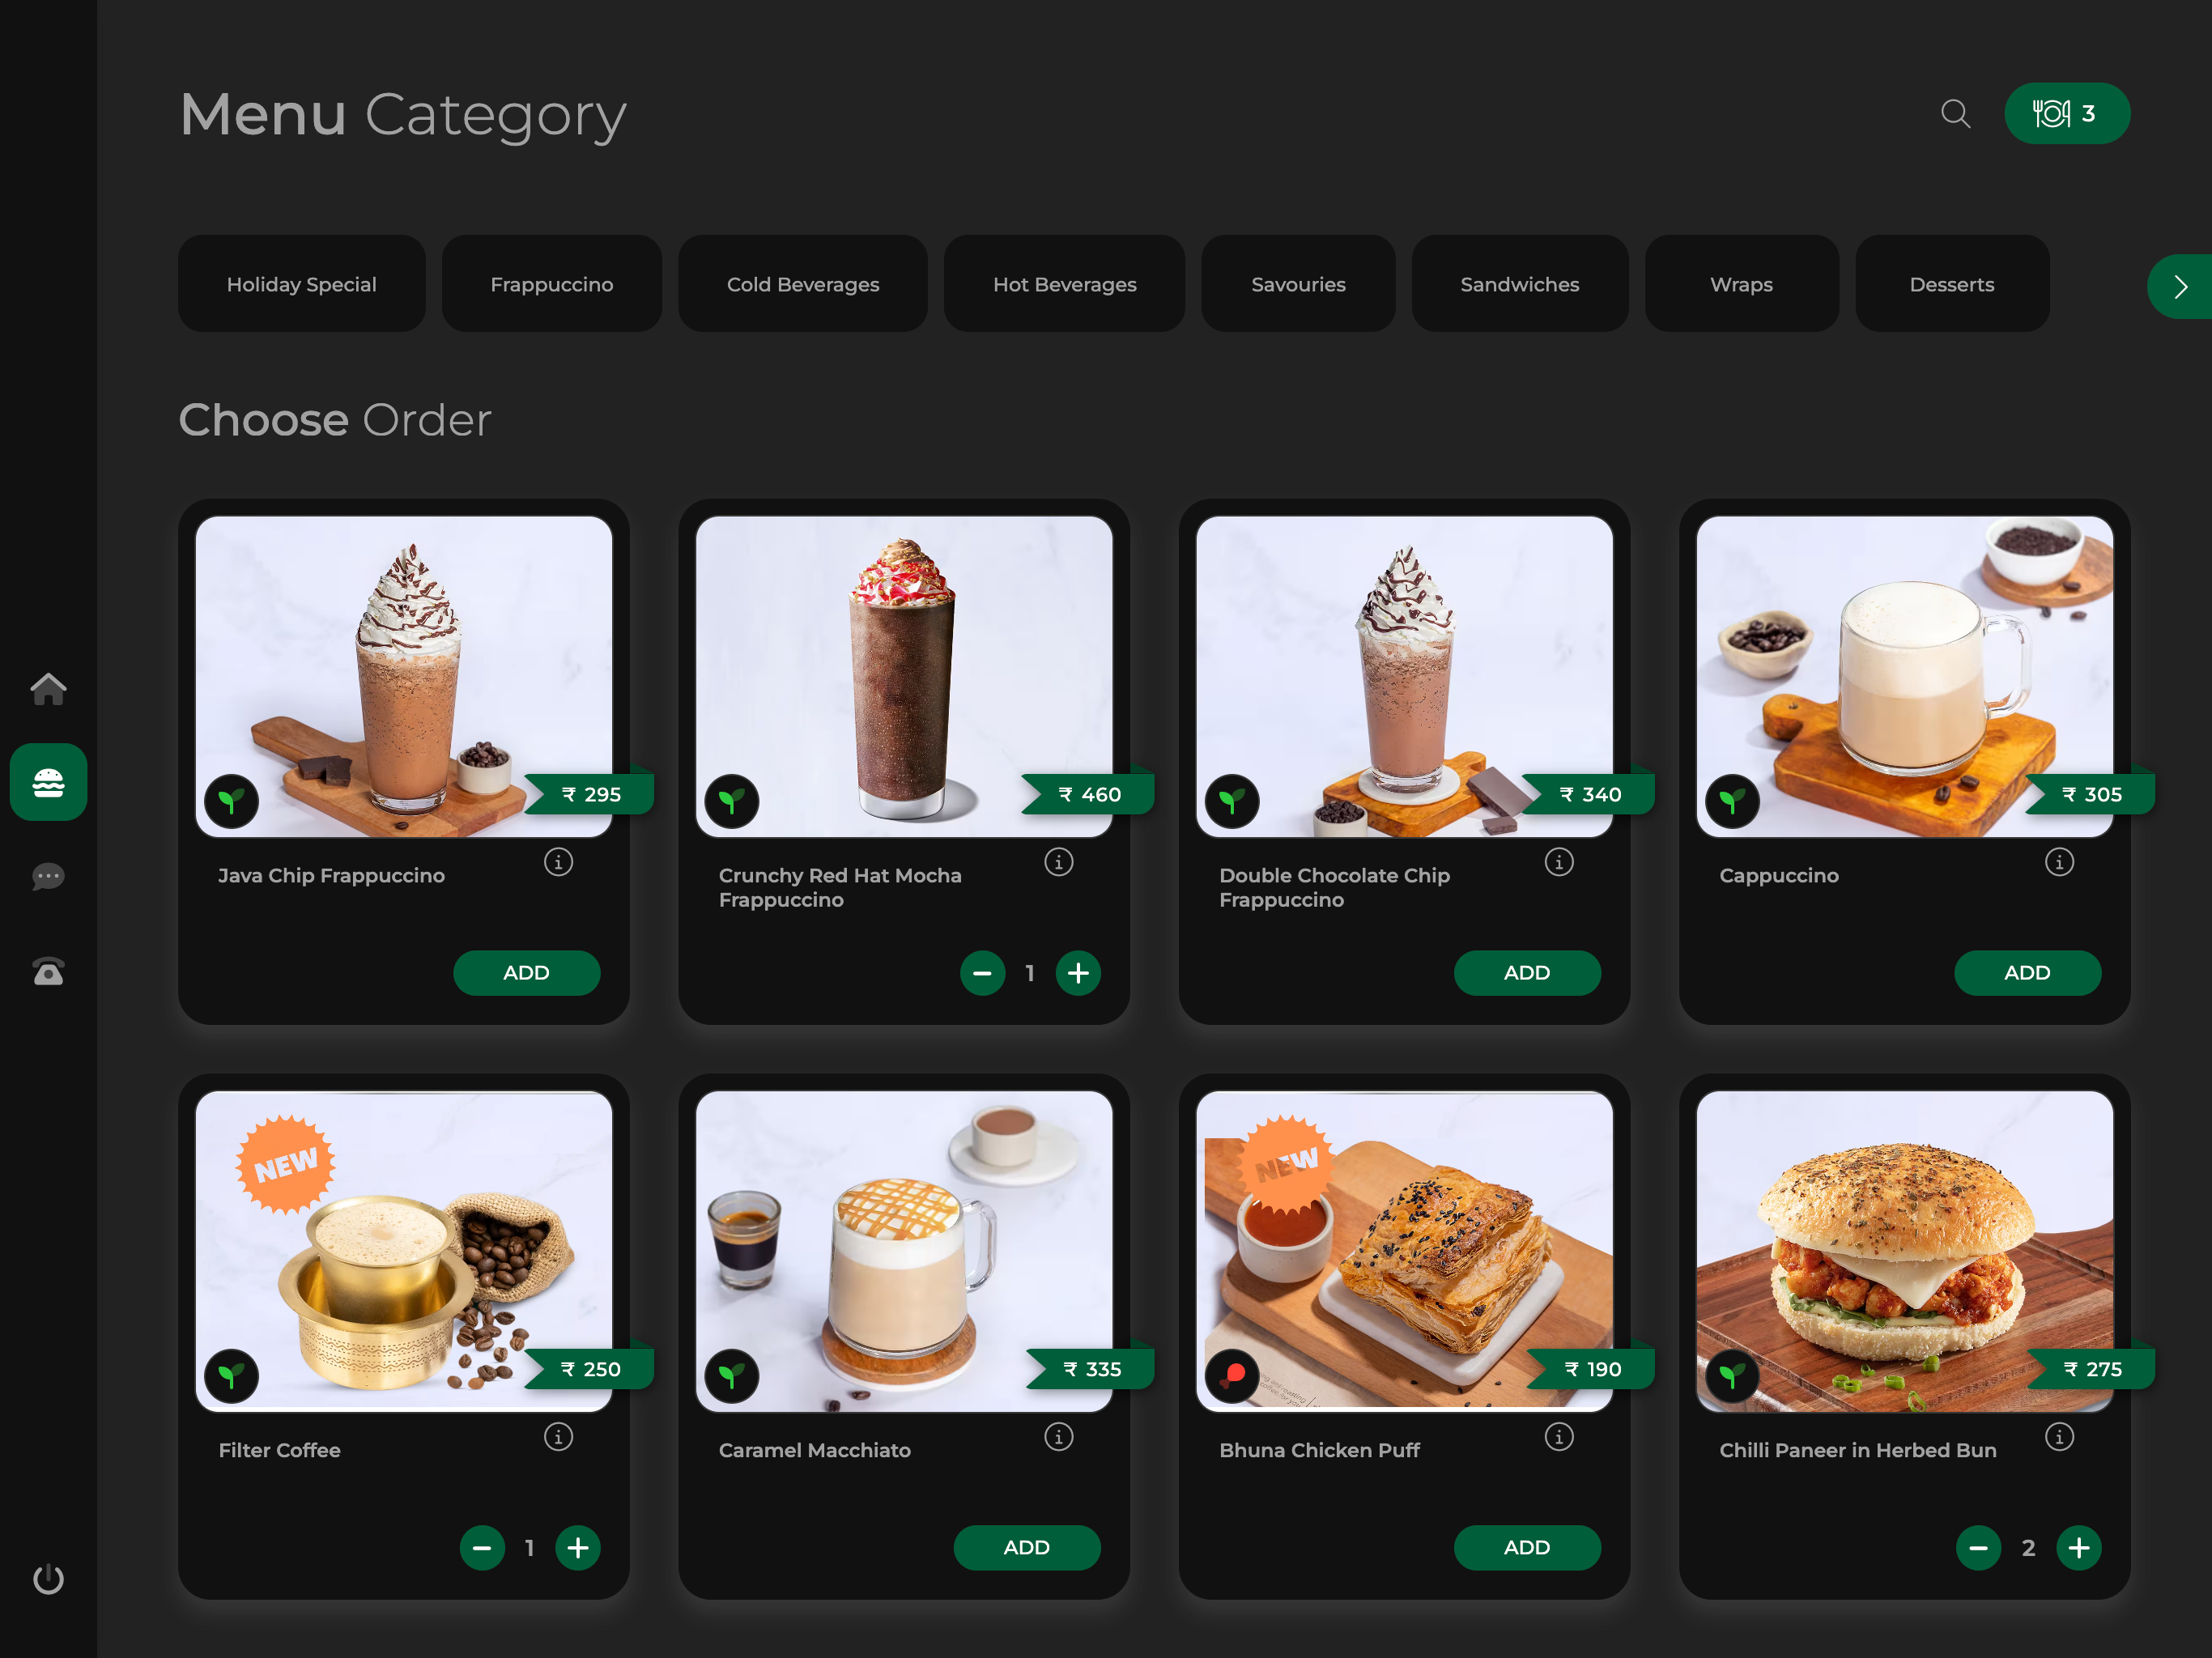 Menu Category
3
Holiday Special
Frappuccino
Cold Beverages
Hot Beverages
Savouries
Sandwiches
Wraps
Desserts
Choose Order
₹ 295
Java Chip Frappuccino
ADD
₹ 460
Crunchy Red Hat Mocha
Frappuccino
1
₹ 340
Double Chocolate Chip
Frappuccino
ADD
₹ 305
Cappuccino
ADD
NEW
₹ 250
Filter Coffee
1
₹ 335
Caramel Macchiato
ADD
NEW
₹ 190
Bhuna Chicken Puff
ADD
₹ 275
Chilli Paneer in Herbed Bun
2